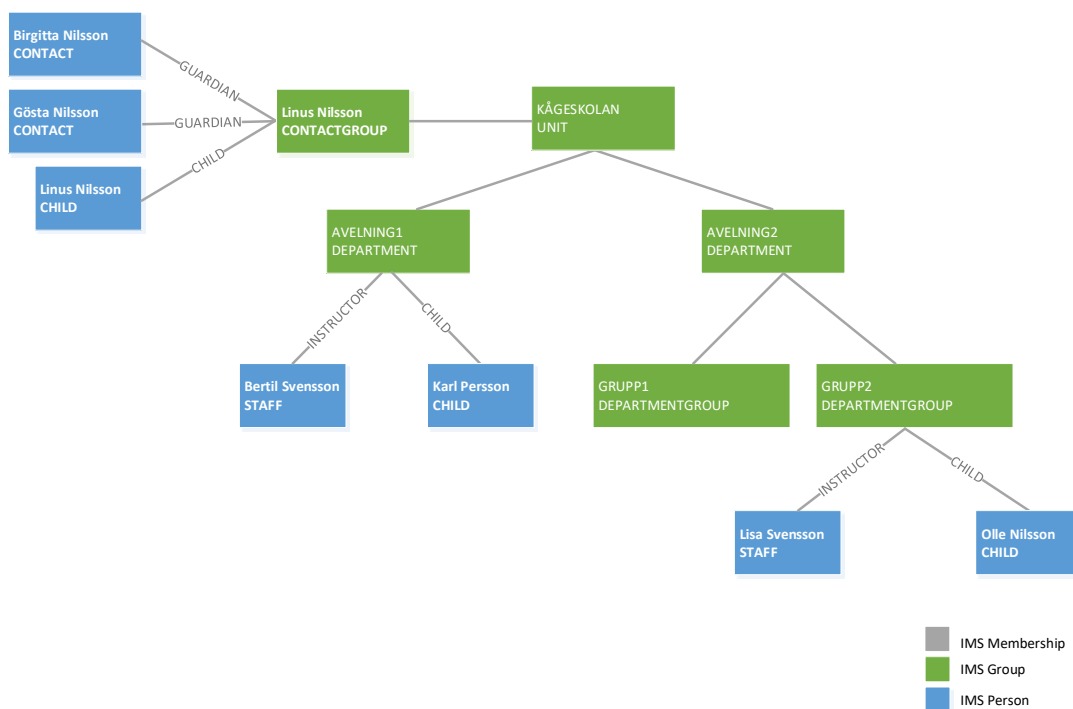 Birgitta Nilsson
CONTACT
GUARDIAN
Gösta Nilsson
CONTACT
GUARDIAN
Linus Nilsson
CONTACTGROUP
KÅGESKOLAN
UNIT
Linus Nilsson
CHILD
CHILD
AVELNING1
DEPARTMENT
AVELNING2
DEPARTMENT
INSTRUCTOR
CHILD
Bertil Svensson
STAFF
Karl Persson
CHILD
GRUPP1
DEPARTMENTGROUP
GRUPP2
DEPARTMENTGROUP
INSTRUCTOR
CHILD
Lisa Svensson
STAFF
Olle Nilsson
CHILD
IMS Membership
IMS Group
IMS Person